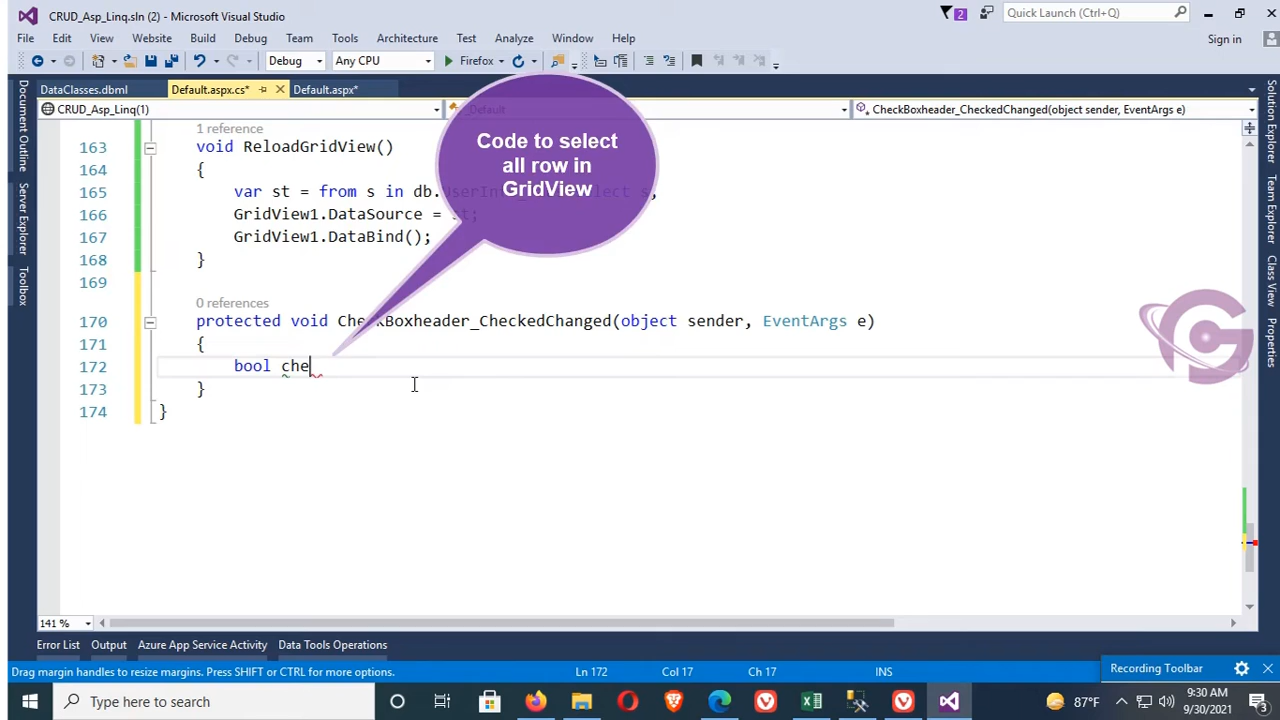 CRUD_Asp_Linq.sln (2) - Microsoft Visual Studio
2
Quick Launch (Ctrl+Q)
File Edit View Website Build Debug Team Tools Architecture Test Analyze Window Help
Sign in
Debug Any CPU Firefox
DataClasses.dbml Default.aspx.cs* Default.aspx*
CRUD_Asp_Linq(1) _Default CheckBoxheader_CheckedChanged(object sender, EventArgs e)
Document Outline
Server Explorer
Toolbox
Solution Explorer
Team Explorer
Class View
Properties
Code to select
all row in
GridView
1 reference
163 void ReloadGridView()
164 {
165 var st = from s in s;
166 GridView1.DataSource =
167 GridView1.DataBind();
168 }
169
0 references
170 protected void CheckBoxheader_CheckedChanged(object sender, EventArgs e)
171 {
172 bool che
173 }
174 }
141 %
Error List Output Azure App Service Activity Data Tools Operations
Drag margin handles to resize margins. Press SHIFT or CTRL for more options. Ln 172 Col 17 Ch 17 INS
Recording Toolbar
Type here to search
87°F
9:30 AM
9/30/2021
3